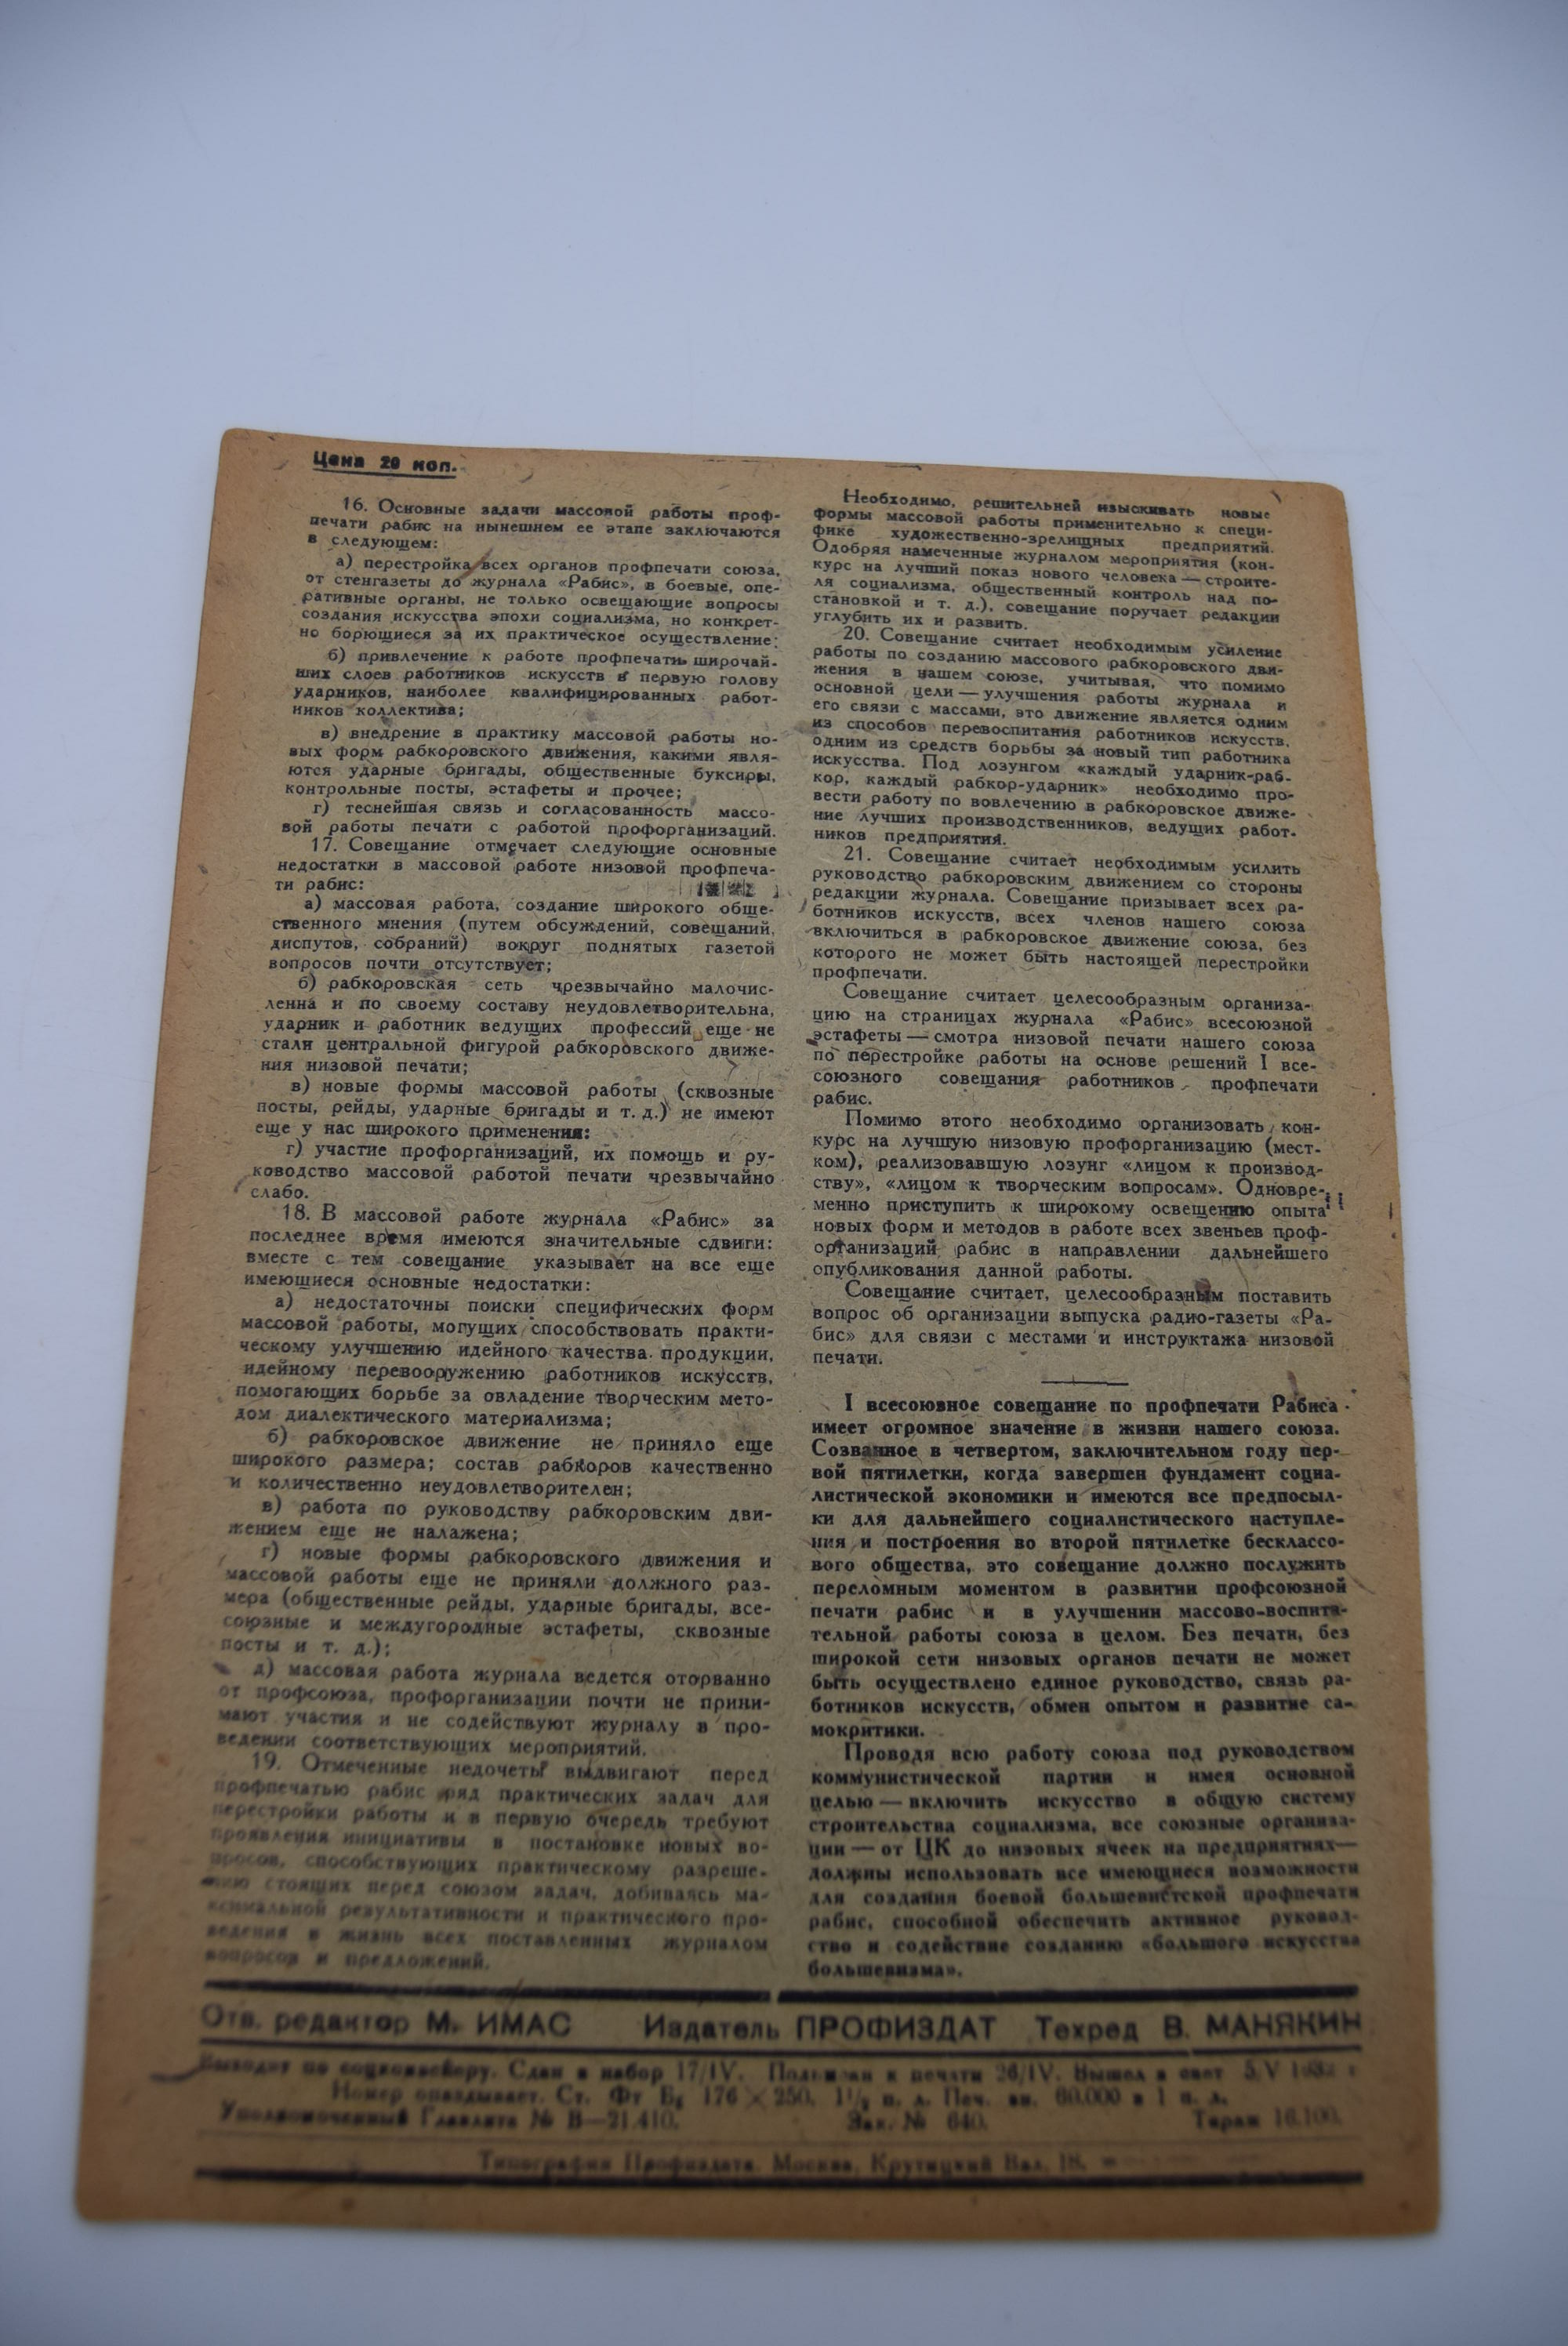 Цена 20 коп.
16. Основные задачи массовой работы проф-
печати рабис на нынешнем ее этапе заключаются
в следующем:
а) перестройка всех органов профпечати союза,
от стенгазеты до журнала «Рабис», в боевые, опе-
ративные органы, не только освещающие вопросы
создания искусства эпохи социализма, но конкрет-
но борющиеся за их практическое осуществление;
б) привлечение к работе профпечати широчай-
ших слоев работников искусств в первую голову
ударников, наиболее квалифицированных работ-
ников коллектива;
в) внедрение в практику массовой работы но-
вых форм рабкоровского движения, какими явля-
ются ударные бригады, общественные буксиры,
контрольные посты, эстафеты и прочее;
г) теснейшая связь и согласованность массо-
вой работы печати с работой профорганизаций.
17. Совещание отмечает следующие основные
недостатки в массовой работе низовой профпеча-
ти рабис:
а) массовая работа, создание широкого обще-
ственного мнения (путем обсуждений, совещаний,
диспутов, собраний) вокруг поднятых газетой
вопросов почти отсутствует;
б) рабкоровская сеть чрезвычайно малочис-
ленна и по своему составу неудовлетворительна,
ударник и работник ведущих профессий еще не
стали центральной фигурой рабкоровского движе-
ния низовой печати;
в) новые формы массовой работы (сквозные
посты, рейды, ударные бригады и т. д.) не имеют
еще у нас широкого применения:
г) участие профорганизаций, их помощь и ру-
ководство массовой работой печати чрезвычайно
слабо.
18. В массовой работе журнала «Рабис» за
последнее время имеются значительные сдвиги:
вместе с тем совещание указывает на все еще
имеющиеся основные недостатки:
а) недостаточны поиски специфических форм
массовой работы, могущих способствовать практи-
ческому улучшению идейного качества продукции,
идейному перевооружению работников искусств,
помогающих борьбе за овладение творческим мето-
дом диалектического материализма;
б) рабкоровское движение не приняло еще
широкого размера; состав рабкоров качественно
и количественно неудовлетворителен;
в) работа по руководству рабкоровским дви-
жением еще не налажена;
г) новые формы рабкоровского движения и
массовой работы еще не приняли должного раз-
мера (общественные рейды, ударные бригады, все-
союзные и междугородные эстафеты, сквозные
посты и т. д.);
д) массовая работа журнала ведется оторванно
от профсоюза, профорганизации почти не прини-
мают участия и не содействуют журналу в про-
ведении соответствующих мероприятий.
19. Отмеченные недочеты выдвигают перед
профпечатью рабис ряд практических задач для
перестройки работы и в первую очередь требуют
проявления инициативы в постановке новых во-
просов, способствующих практическому разреше-
нию стоящих перед союзом задач, добиваясь ма-
ксимальной результативности и практического про-
ведения в жизнь всех поставленных журналом
вопросов и предложений.
Необходимо, решительней изыскивать новые
формы массовой работы применительно к специ-
фике художественно-зрелищных предприятий.
Одобряя намеченные журналом мероприятия (кон-
курс на лучший показ нового человека — строите-
ля социализма, общественный контроль над по-
становкой и т. д.), совещание поручает редакции
углубить их и развить.
20. Совещание считает необходимым усиление
работы по созданию массового рабкоровского дви-
жения в нашем союзе, учитывая, что помимо
основной цели — улучшения работы журнала и
его связи с массами, это движение является одним
из способов перевоспитания работников искусств,
одним из средств борьбы за новый тип работника
искусства. Под лозунгом «каждый ударник-раб-
кор, каждый рабкор-ударник» необходимо про-
вести работу по вовлечению в рабкоровское движе-
ние лучших производственников, ведущих работ-
ников предприятий.
21. Совещание считает необходимым усилить
руководство рабкоровским движением со стороны
редакции журнала. Совещание призывает всех ра-
ботников искусств, всех членов нашего союза
включиться в рабкоровское движение союза, без
которого не может быть настоящей перестройки
профпечати.
Совещание считает целесообразным организа-
цию на страницах журнала «Рабис» всесоюзной
эстафеты — смотра низовой печати нашего союза
по перестройке работы на основе решений I все-
союзного совещания работников профпечати
рабис.
Помимо этого необходимо организовать кон-
курс на лучшую низовую профорганизацию (мест-
ком), реализовавшую лозунг «лицом к производ-
ству», «лицом к творческим вопросам». Одновре-
менно приступить к широкому освещению опыта
новых форм и методов в работе всех звеньев проф-
организаций рабис в направлении дальнейшего
опубликования данной работы.
Совещание считает, целесообразным поставить
вопрос об организации выпуска радио-газеты «Ра-
бис» для связи с местами и инструктажа низовой
печати.
I всесоювное совещание по профпечати Рабиса
имеет огромное значение в жизни нашего союза.
Созванное в четвертом, заключительном году пер-
вой пятилетки, когда завершен фундамент социа-
листической экономики и имеются все предпосыл-
ки для дальнейшего социалистического наступле-
ния и построения во второй пятилетке бесклассо-
вого общества, это совещание должно послужить
переломным моментом в развитии профсоюзной
печати рабис и в улучшении массово-воспита-
тельной работы союза в целом. Без печати, без
широкой сети низовых органов печати не может
быть осуществлено единое руководство, связь ра-
ботников искусств, обмен опытом и развитие са-
мокритики.
Проводя всю работу союза под руководством
коммунистической партии и имея основной
целью — включить искусство в общую систему
строительства социализма, все союзные организа-
ции — от ЦК до низовых ячеек на предприятиях—
должны использовать все имеющиеся возможности
для создания боевой большевистской профпечати
рабис, способной обеспечить активное руковод-
ство и содействие созданию «большого искусства
большевизма».
Отв. редактор М. ИМАС Издатель ПРОФИЗДАТ Техред В. МАНЯКИН
Выходит по соцконвейеру. Сдан в набор 17/IV. Подписан к печати 26/IV. Вышел в свет 5/V 1932 г
Номер опаздывает. Ст. Фт Б₅ 176 × 250. 1½ п. л. Печ. зн. 60.000 в 1 п. л.
Уполномоченный Главлита № В—21.410. Зак. № 640. Тираж 16.100.
Типография Профиздата. Москва, Крутицкий Вал, 18.